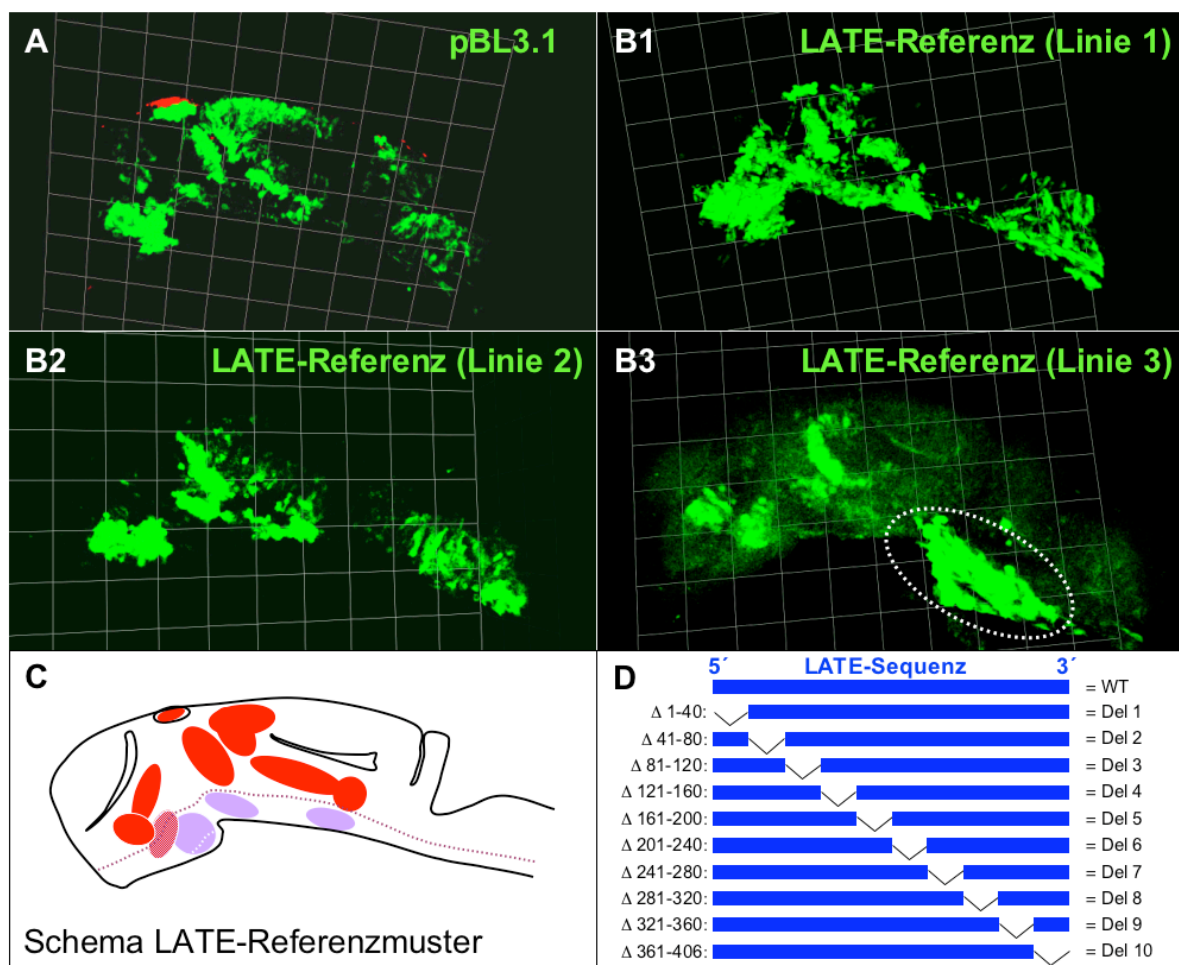 A
pBL3.1
B1
LATE-Referenz (Linie 1)
B2
LATE-Referenz (Linie 2)
B3
LATE-Referenz (Linie 3)
C
Schema LATE-Referenzmuster
D
5´ LATE-Sequenz 3´
= WT
Δ 1-40: = Del 1
Δ 41-80: = Del 2
Δ 81-120: = Del 3
Δ 121-160: = Del 4
Δ 161-200: = Del 5
Δ 201-240: = Del 6
Δ 241-280: = Del 7
Δ 281-320: = Del 8
Δ 321-360: = Del 9
Δ 361-406: = Del 10